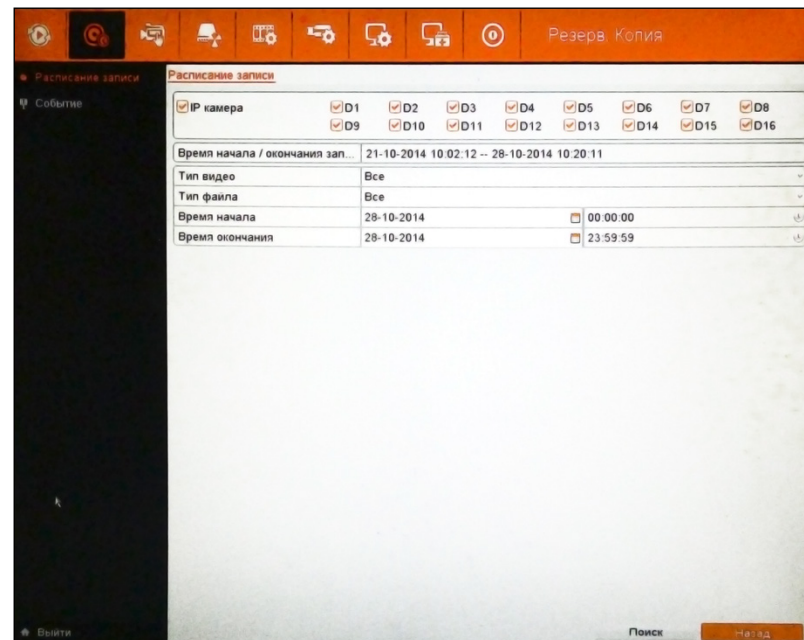 Резерв. Копия
Расписание записи
Событие
Выйти
Расписание записи
IP камера D1 D2 D3 D4 D5 D6 D7 D8
D9 D10 D11 D12 D13 D14 D15 D16
Время начала / окончания зап... 21-10-2014 10:02:12 -- 28-10-2014 10:20:11
Тип видео Все
Тип файла Все
Время начала 28-10-2014 00:00:00
Время окончания 28-10-2014 23:59:59
Поиск Назад